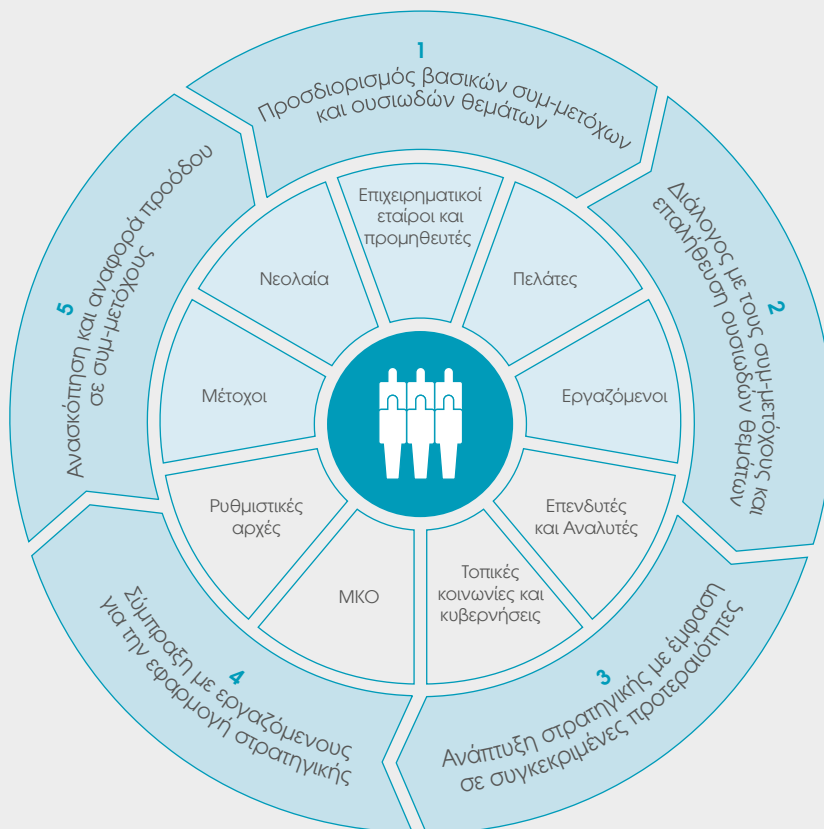 1
Προσδιορισμός βασικών συμ-μετόχων
και ουσιωδών θεμάτων
2
Διάλογος με τους συμ-μετόχους και
επαλήθευση ουσιωδών θεμάτων
3
Ανάπτυξη στρατηγικής με έμφαση
σε συγκεκριμένες προτεραιότητες
4
Σύμπραξη με εργαζόμενους
για την εφαρμογή στρατηγικής
5
Ανασκόπηση και αναφορά προόδου
σε συμ-μετόχους
Επιχειρηματικοί
εταίροι και
προμηθευτές
Πελάτες
Εργαζόμενοι
Επενδυτές
και Αναλυτές
Τοπικές
κοινωνίες και
κυβερνήσεις
ΜΚΟ
Ρυθμιστικές
αρχές
Μέτοχοι
Νεολαία